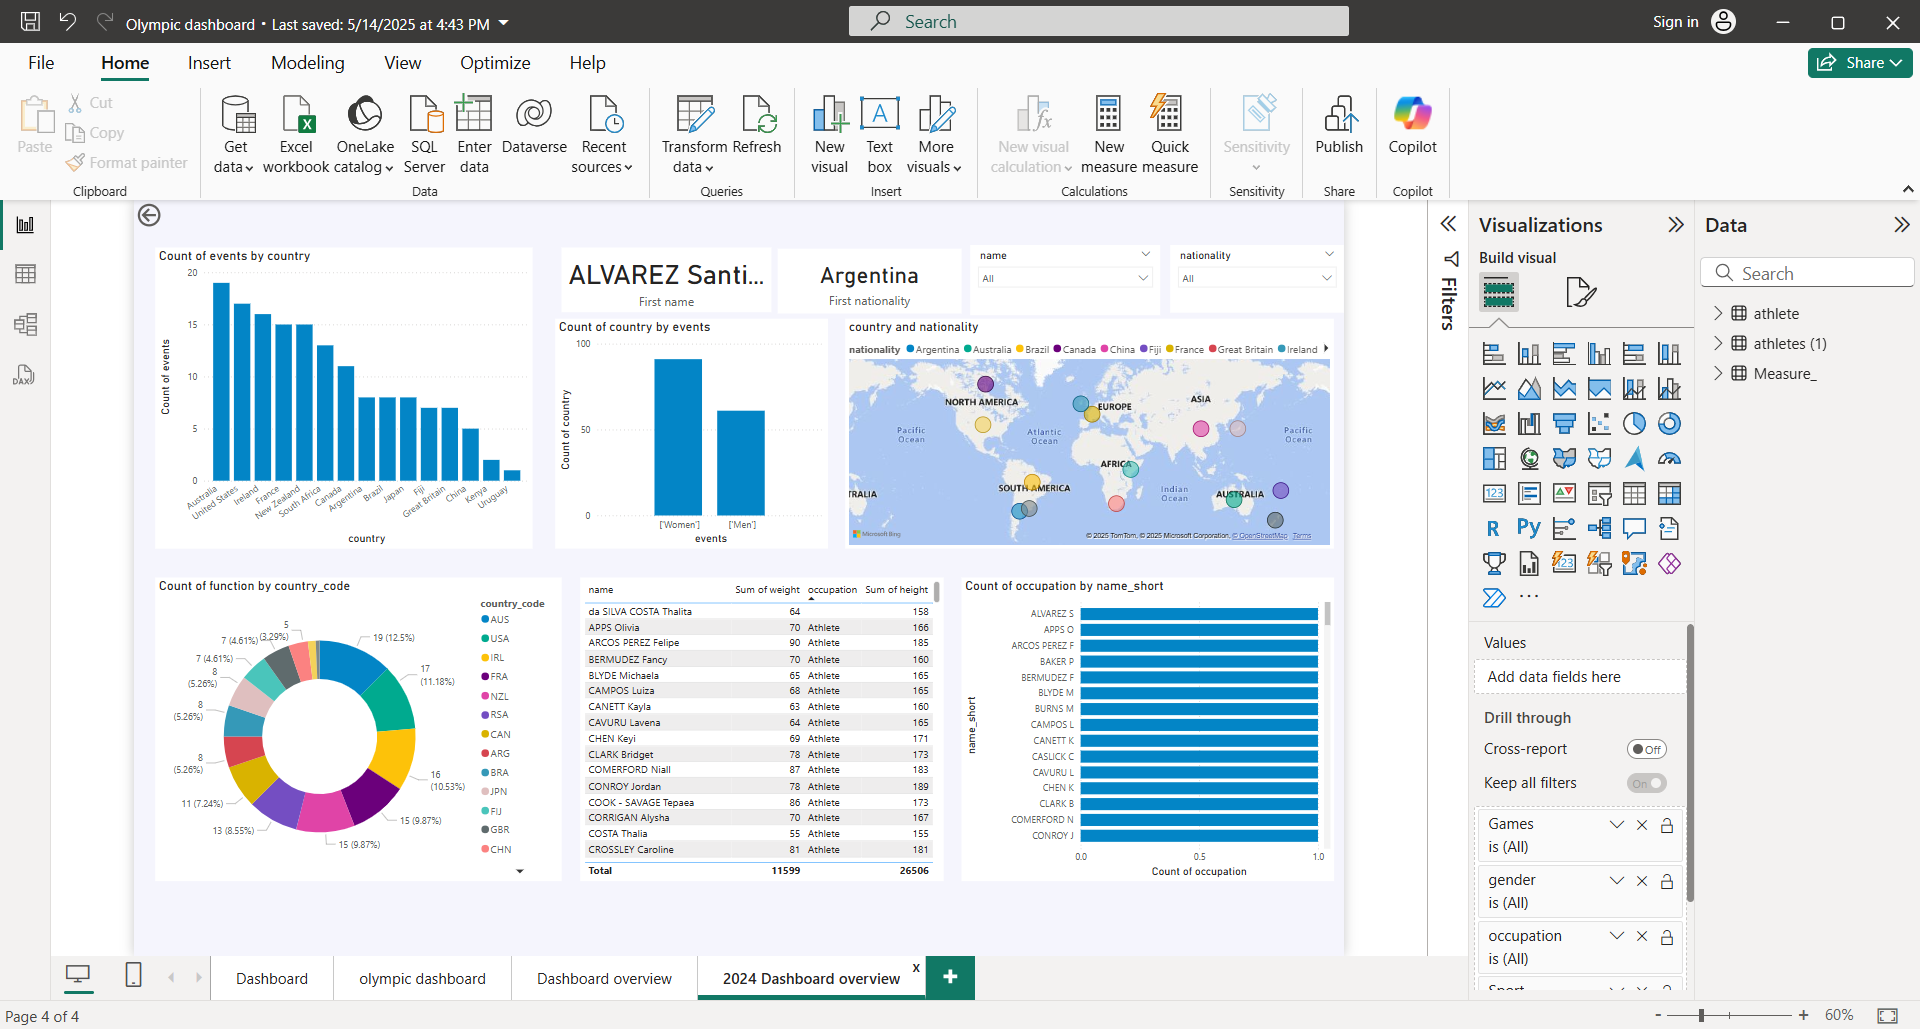 Olympic dashboard • Last saved: 5/14/2025 at 4:43 PM
Search
Sign in
File
Home
Insert
Modeling
View
Optimize
Help
Share
Paste
Cut
Copy
Format painter
Clipboard
Get data
Excel workbook
OneLake catalog
SQL Server
Enter data
Dataverse
Recent sources
Data
Transform data
Refresh
Queries
New visual
Text box
More visuals
Insert
New visual calculation
New measure
Quick measure
Calculations
Sensitivity
Sensitivity
Publish
Share
Copilot
Copilot
Count of events by country
Count of events
20
15
10
5
0
Australia
United States
Ireland
France
New Zealand
South Africa
Canada
Argentina
Brazil
Japan
Fiji
Great Britain
China
Kenya
Uruguay
country
ALVAREZ Santi...
First name
Argentina
First nationality
name
All
nationality
All
Count of country by events
Count of country
100
50
0
['Women']
['Men']
events
country and nationality
nationality
Argentina
Australia
Brazil
Canada
China
Fiji
France
Great Britain
Ireland
NORTH AMERICA
EUROPE
ASIA
Pacific Ocean
Atlantic Ocean
Pacific Ocean
AFRICA
TRALIA
SOUTH AMERICA
Indian Ocean
AUSTRALIA
Microsoft Bing
© 2025 TomTom, © 2025 Microsoft Corporation, © OpenStreetMap Terms
Count of function by country_code
5
7 (4.61%)
(3.29%)
19 (12.5%)
7 (4.61%)
17 (11.18%)
8 (5.26%)
8 (5.26%)
8 (5.26%)
16 (10.53%)
11 (7.24%)
15 (9.87%)
13 (8.55%)
15 (9.87%)
country_code
AUS
USA
IRL
FRA
NZL
RSA
CAN
ARG
BRA
JPN
FIJ
GBR
CHN
name Sum of weight occupation Sum of height
da SILVA COSTA Thalita 64 158
APPS Olivia 70 Athlete 166
ARCOS PEREZ Felipe 90 Athlete 185
BERMUDEZ Fancy 70 Athlete 160
BLYDE Michaela 65 Athlete 165
CAMPOS Luiza 68 Athlete 165
CANETT Kayla 63 Athlete 160
CAVURU Lavena 64 Athlete 165
CHEN Keyi 69 Athlete 171
CLARK Bridget 78 Athlete 173
COMERFORD Niall 87 Athlete 183
CONROY Jordan 78 Athlete 189
COOK - SAVAGE Tepaea 86 Athlete 173
CORRIGAN Alysha 70 Athlete 167
COSTA Thalia 55 Athlete 155
CROSSLEY Caroline 81 Athlete 181
Total 11599 26506
Count of occupation by name_short
name_short
ALVAREZ S
APPS O
ARCOS PEREZ F
BAKER P
BERMUDEZ F
BLYDE M
BURNS M
CAMPOS L
CANETT K
CASLICK C
CAVURU L
CHEN K
CLARK B
COMERFORD N
CONROY J
0.0 0.5 1.0
Count of occupation
Filters
Visualizations
Build visual
123
R
Py
123
Values
Add data fields here
Drill through
Cross-report
Off
Keep all filters
On
Games
is (All)
gender
is (All)
occupation
is (All)
Sport
Data
Search
athlete
athletes (1)
Measure_
Dashboard
olympic dashboard
Dashboard overview
2024 Dashboard overview
Page 4 of 4
60%